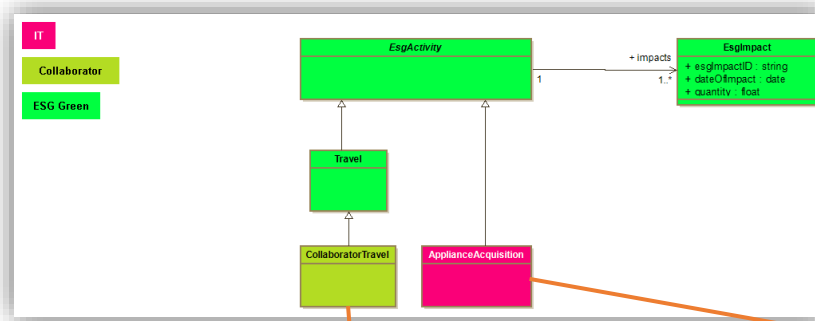 IT
Collaborator
ESG Green
EsgActivity
+ impacts
1
1..*
EsgImpact
+ esgImpactID : string
+ dateOfImpact : date
+ quantity : float
Travel
CollaboratorTravel
ApplianceAcquisition